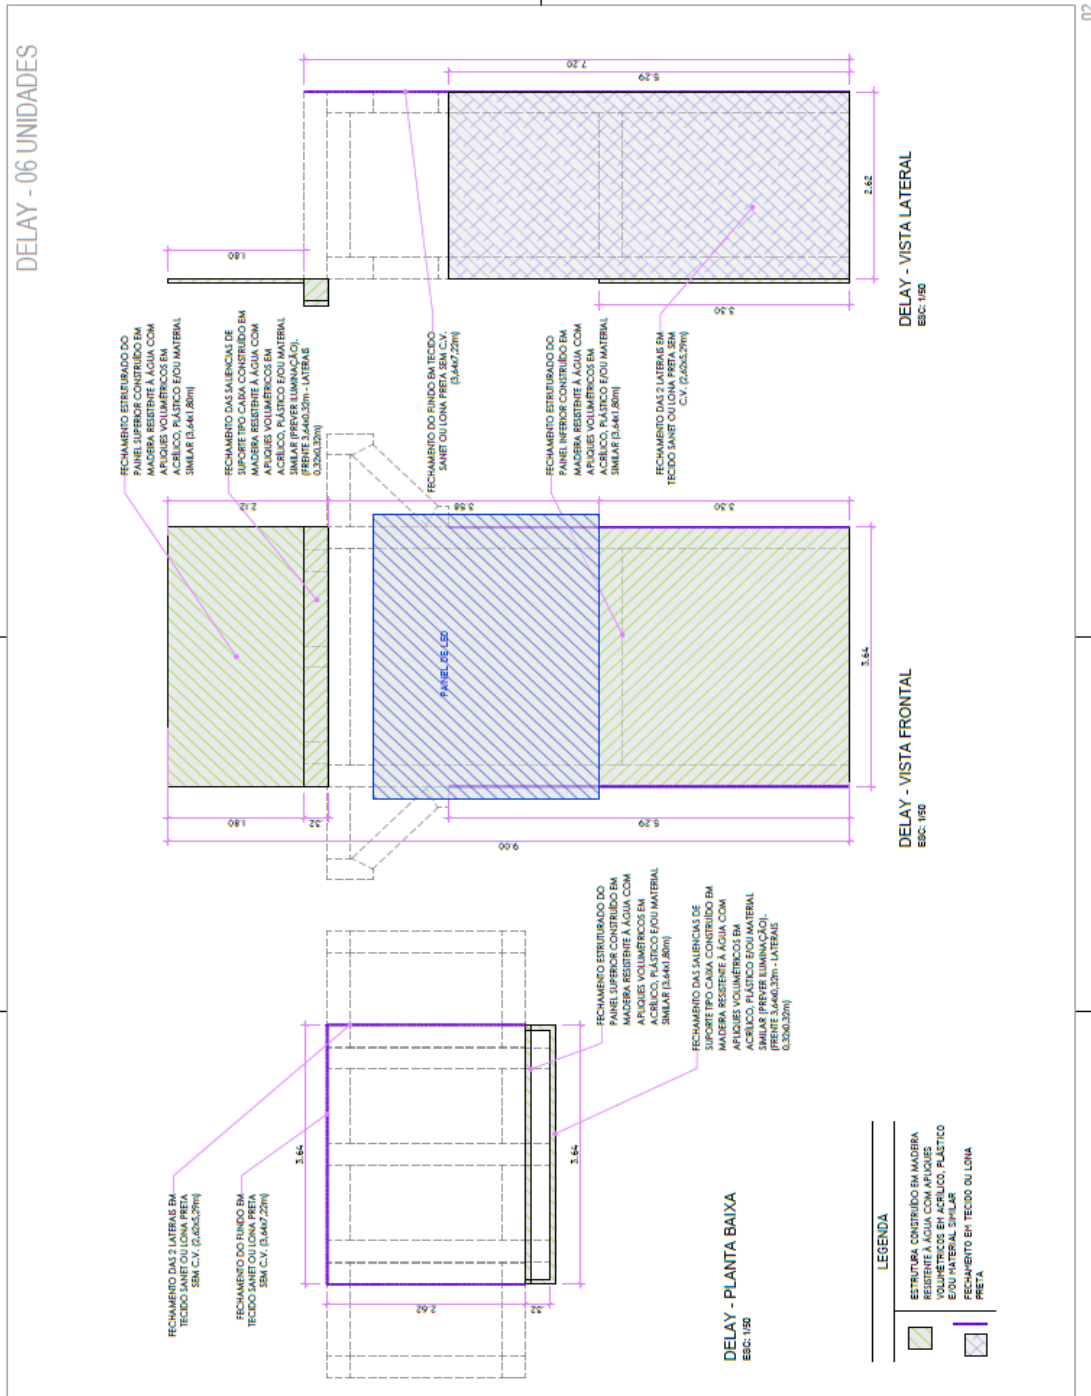 DELAY - 06 UNIDADES
02
7.20
5.29
2.62
1.80
3.30
DELAY - VISTA LATERAL
ESC: 1/50
FECHAMENTO ESTRUTURADO DO
PAINEL SUPERIOR CONSTRUÍDO EM
MADEIRA RESISTENTE À ÁGUA COM
APLIQUES VOLUMÉTRICOS EM
ACRÍLICO, PLÁSTICO E/OU MATERIAL
SIMILAR (3,64x1,80m)
FECHAMENTO DAS SALIENCIAS DE
SUPORTE TIPO CAIXA CONSTRUÍDO EM
MADEIRA RESISTENTE À ÁGUA COM
APLIQUES VOLUMÉTRICOS EM
ACRÍLICO, PLÁSTICO E/OU MATERIAL
SIMILAR (PREVER ILUMINAÇÃO).
(FRENTE 3,64x0,32m - LATERAIS
0,32x0,32m)
FECHAMENTO DO FUNDO EM TECIDO
SANET OU LONA PRETA SEM C.V.
(3,64x7,22m)
FECHAMENTO ESTRUTURADO DO
PAINEL INFERIOR CONSTRUÍDO EM
MADEIRA RESISTENTE À ÁGUA COM
APLIQUES VOLUMÉTRICOS EM
ACRÍLICO, PLÁSTICO E/OU MATERIAL
SIMILAR (3,64x1,80m)
FECHAMENTO DAS 2 LATERAIS EM
TECIDO SANET OU LONA PRETA SEM
C.V. (2,62x5,29m)
2.12
3.58
3.30
PAINEL DE LED
3.64
1.80
.32
5.29
9.00
DELAY - VISTA FRONTAL
ESC: 1/50
FECHAMENTO ESTRUTURADO DO
PAINEL SUPERIOR CONSTRUÍDO EM
MADEIRA RESISTENTE À ÁGUA COM
APLIQUES VOLUMÉTRICOS EM
ACRÍLICO, PLÁSTICO E/OU MATERIAL
SIMILAR (3,64x1,80m)
FECHAMENTO DAS SALIENCIAS DE
SUPORTE TIPO CAIXA CONSTRUÍDO EM
MADEIRA RESISTENTE À ÁGUA COM
APLIQUES VOLUMÉTRICOS EM
ACRÍLICO, PLÁSTICO E/OU MATERIAL
SIMILAR (PREVER ILUMINAÇÃO).
(FRENTE 3,64x0,32m - LATERAIS
0,32x0,32m)
FECHAMENTO DAS 2 LATERAIS EM
TECIDO SANET OU LONA PRETA
SEM C.V. (2,62x5,29m)
FECHAMENTO DO FUNDO EM
TECIDO SANET OU LONA PRETA
SEM C.V. (3,64x7,22m)
3.64
3.64
2.62
.32
DELAY - PLANTA BAIXA
ESC: 1/50
LEGENDA
ESTRUTURA CONSTRUÍDO EM MADEIRA
RESISTENTE À ÁGUA COM APLIQUES
VOLUMÉTRICOS EM ACRÍLICO, PLÁSTICO
E/OU MATERIAL SIMILAR
FECHAMENTO EM TECIDO OU LONA
PRETA